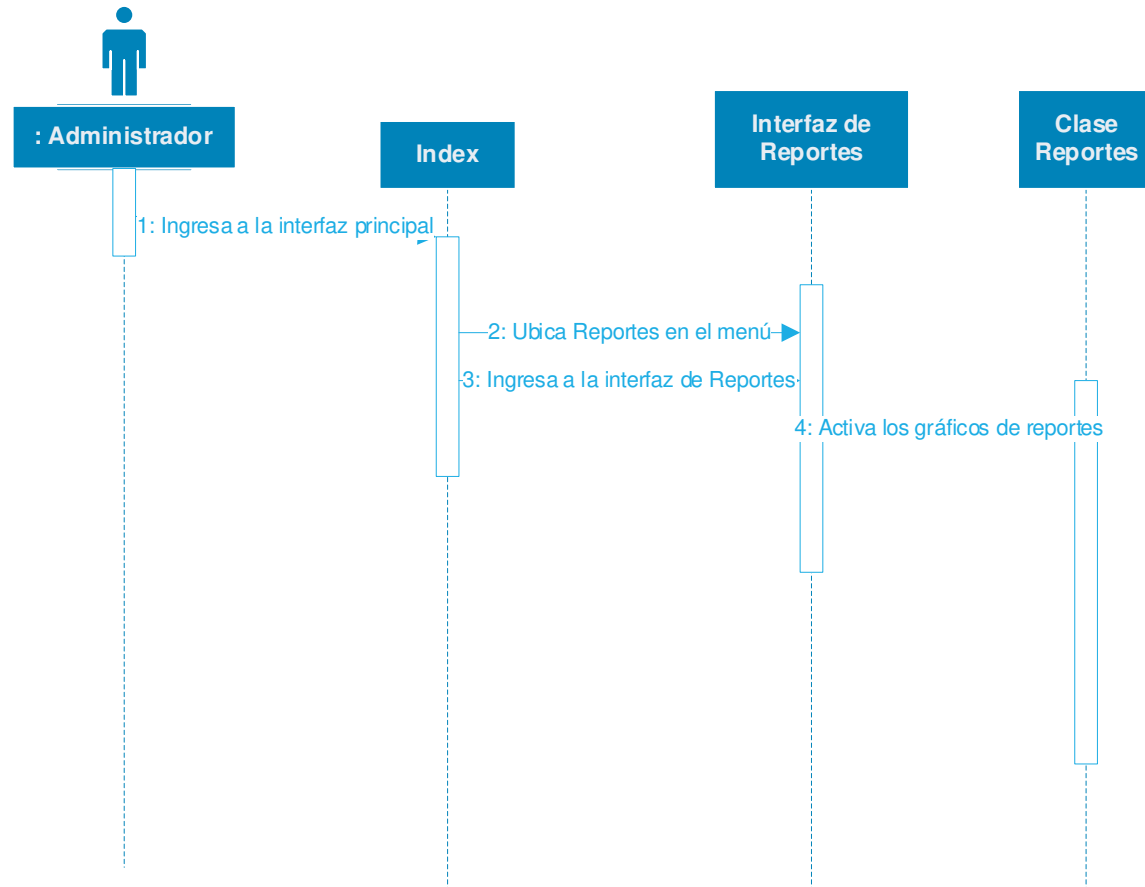 : Administrador
Index
Interfaz de
Reportes
Clase
Reportes
1: Ingresa a la interfaz principal
2: Ubica Reportes en el menú
3: Ingresa a la interfaz de Reportes
4: Activa los gráficos de reportes